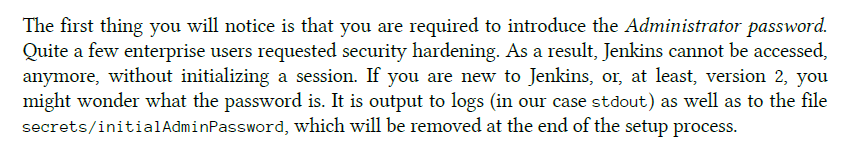 The first thing you will notice is that you are required to introduce the Administrator password.
Quite a few enterprise users requested security hardening. As a result, Jenkins cannot be accessed,
anymore, without initializing a session. If you are new to Jenkins, or, at least, version 2, you
might wonder what the password is. It is output to logs (in our case stdout) as well as to the file
secrets/initialAdminPassword, which will be removed at the end of the setup process.